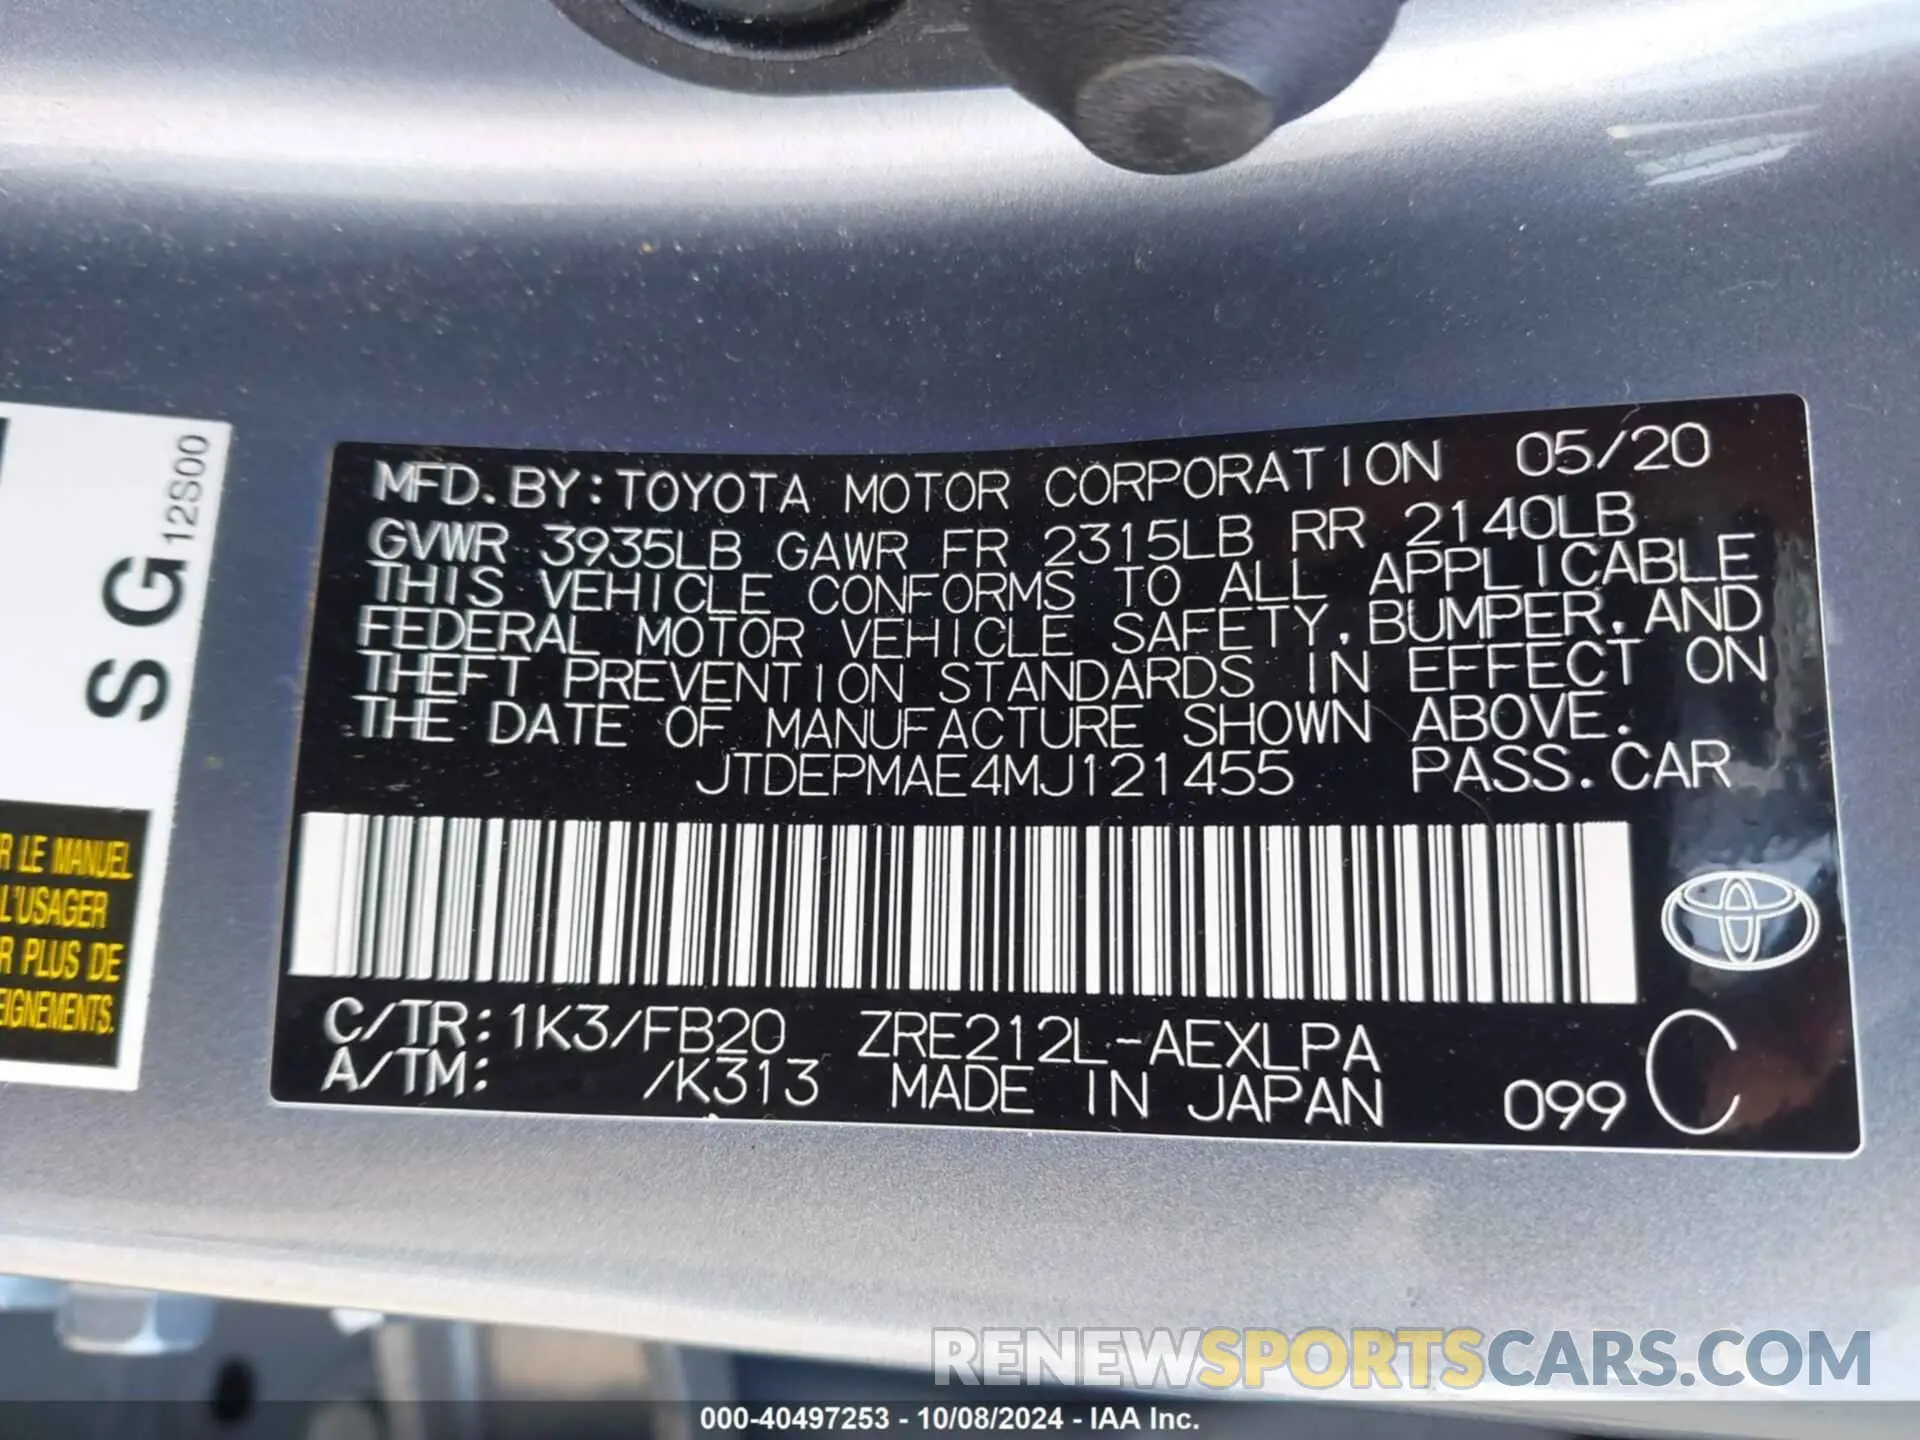 S G 12S00
R LE MANUEL
L'USAGER
R PLUS DE
EIGNEMENTS.
MFD. BY: TOYOTA MOTOR CORPORATION 05/20
GVWR 3935LB GAWR FR 2315LB RR 2140LB
THIS VEHICLE CONFORMS TO ALL APPLICABLE
FEDERAL MOTOR VEHICLE SAFETY, BUMPER, AND
THEFT PREVENTION STANDARDS IN EFFECT ON
THE DATE OF MANUFACTURE SHOWN ABOVE.
JTDEPMAE4MJ121455 PASS. CAR
C/TR: 1K3/FB20 ZRE212L-AEXLPA
A/TM: /K313 MADE IN JAPAN 099 C
RENEWSPORTSCARS.COM
000-40497253 - 10/08/2024 - IAA Inc.